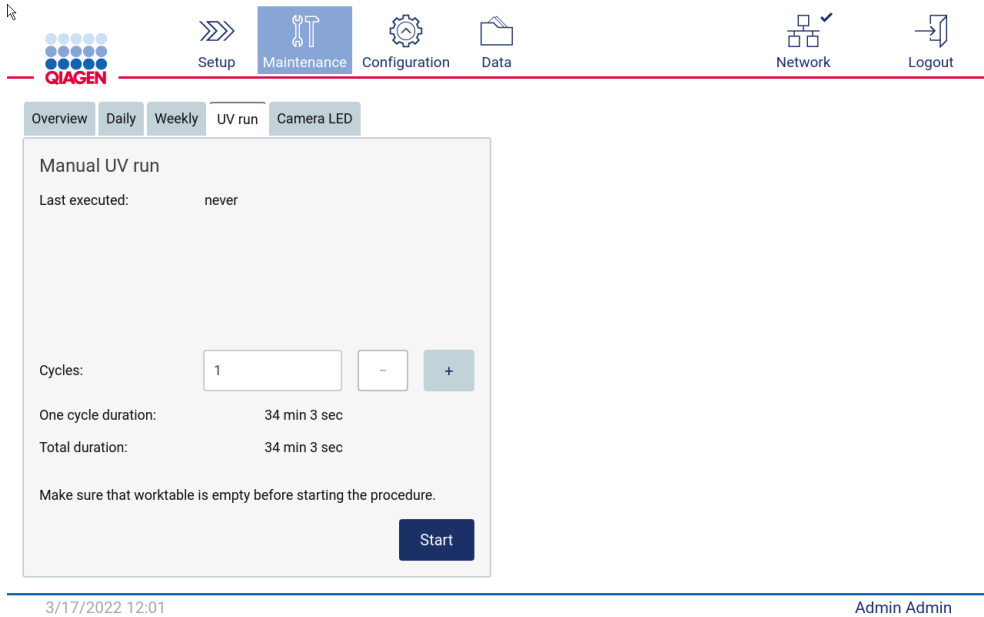 QIAGEN
Setup
Maintenance
Configuration
Data
Network
Logout
Overview
Daily
Weekly
UV run
Camera LED
Manual UV run
Last executed: never
Cycles: 1 - +
One cycle duration: 34 min 3 sec
Total duration: 34 min 3 sec
Make sure that worktable is empty before starting the procedure.
Start
3/17/2022 12:01
Admin Admin